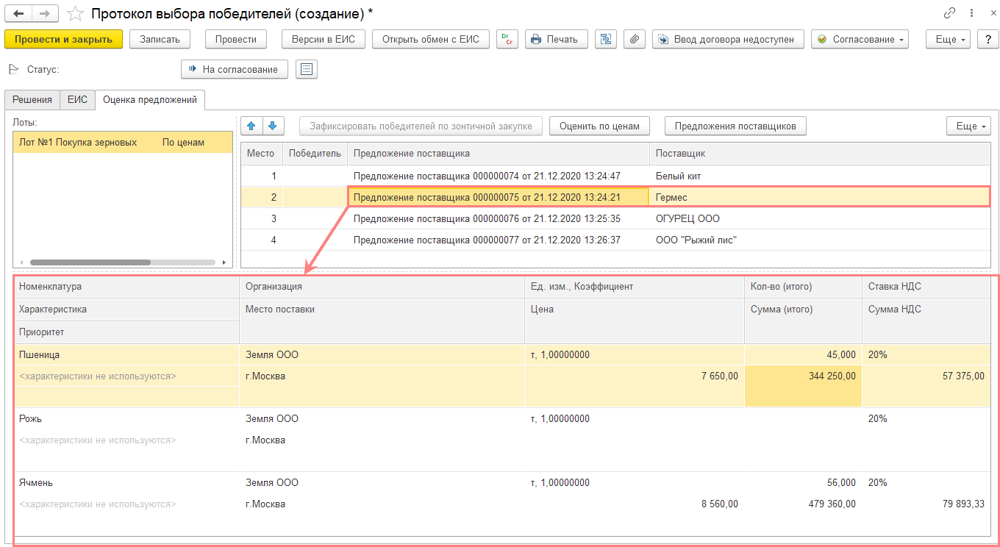 Протокол выбора победителей (создание) *
Провести и закрыть Записать Провести Версии в ЕИС Открыть обмен с ЕИС Dr Cr Печать Ввод договора недоступен Согласование Еще ?
Статус: На согласование
Решения ЕИС Оценка предложений
Лоты: Зафиксировать победителей по зонтичной закупке Оценить по ценам Предложения поставщиков Еще
Лот №1 Покупка зерновых По ценам
Место Победитель Предложение поставщика Поставщик
1 Предложение поставщика 000000074 от 21.12.2020 13:24:47 Белый кит
2 Предложение поставщика 000000075 от 21.12.2020 13:24:21 Гермес
3 Предложение поставщика 000000076 от 21.12.2020 13:25:35 ОГУРЕЦ ООО
4 Предложение поставщика 000000077 от 21.12.2020 13:26:37 ООО "Рыжий лис"
Номенклатура Организация Ед. изм., Коэффициент Кол-во (итого) Ставка НДС
Характеристика Место поставки Цена Сумма (итого) Сумма НДС
Приоритет
Пшеница Земля ООО т, 1,00000000 45,000 20%
<характеристики не используются> г.Москва 7 650,00 344 250,00 57 375,00
Рожь Земля ООО т, 1,00000000 20%
<характеристики не используются> г.Москва
Ячмень Земля ООО т, 1,00000000 56,000 20%
<характеристики не используются> г.Москва 8 560,00 479 360,00 79 893,33